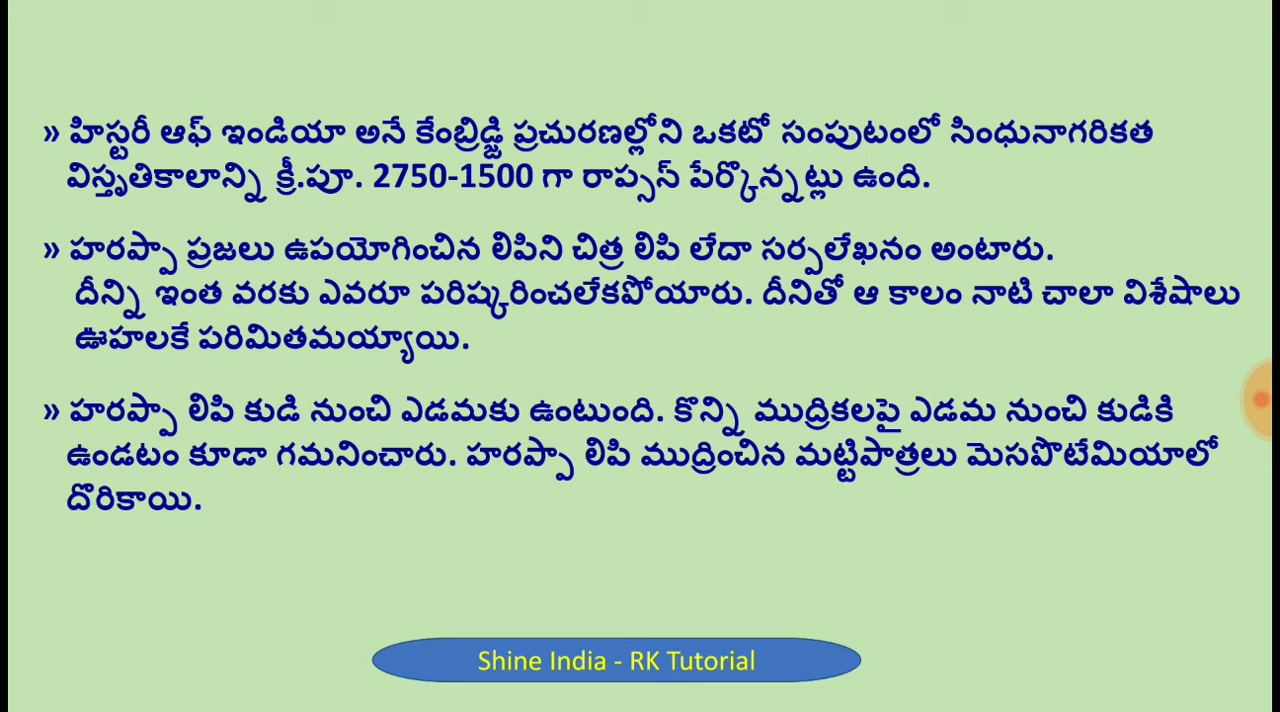 » హిస్టరీ ఆఫ్ ఇండియా అనే కేంబ్రిడ్జి ప్రచురణల్లోని ఒకటో సంపుటంలో సింధునాగరికత
విస్తృతికాలాన్ని క్రీ.పూ. 2750-1500 గా రాప్సన్ పేర్కొన్నట్లు ఉంది.
» హరప్పా ప్రజలు ఉపయోగించిన లిపిని చిత్ర లిపి లేదా సర్పలేఖనం అంటారు.
దీన్ని ఇంత వరకు ఎవరూ పరిష్కరించలేకపోయారు. దీనితో ఆ కాలం నాటి చాలా విశేషాలు
ఊహలకే పరిమితమయ్యాయి.
» హరప్పా లిపి కుడి నుంచి ఎడమకు ఉంటుంది. కొన్ని ముద్రికలపై ఎడమ నుంచి కుడికి
ఉండటం కూడా గమనించారు. హరప్పా లిపి ముద్రించిన మట్టిపాత్రలు మెసపొటేమియాలో
దొరికాయి.
Shine India - RK Tutorial